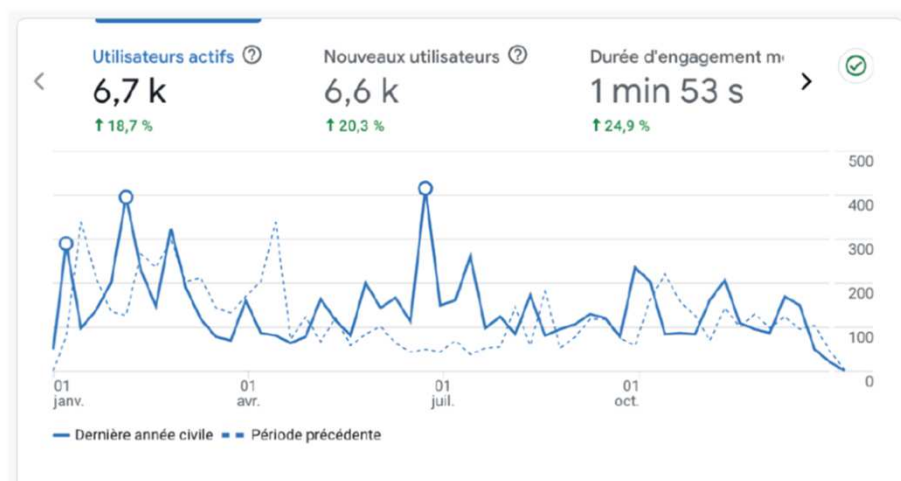 Utilisateurs actifs
6,7 k
↑ 18,7 %
Nouveaux utilisateurs
6,6 k
↑ 20,3 %
Durée d'engagement
1 min 53 s
↑ 24,9 %
500
400
300
200
100
0
01
janv.
01
avr.
01
juil.
01
oct.
Dernière année civile
Période précédente